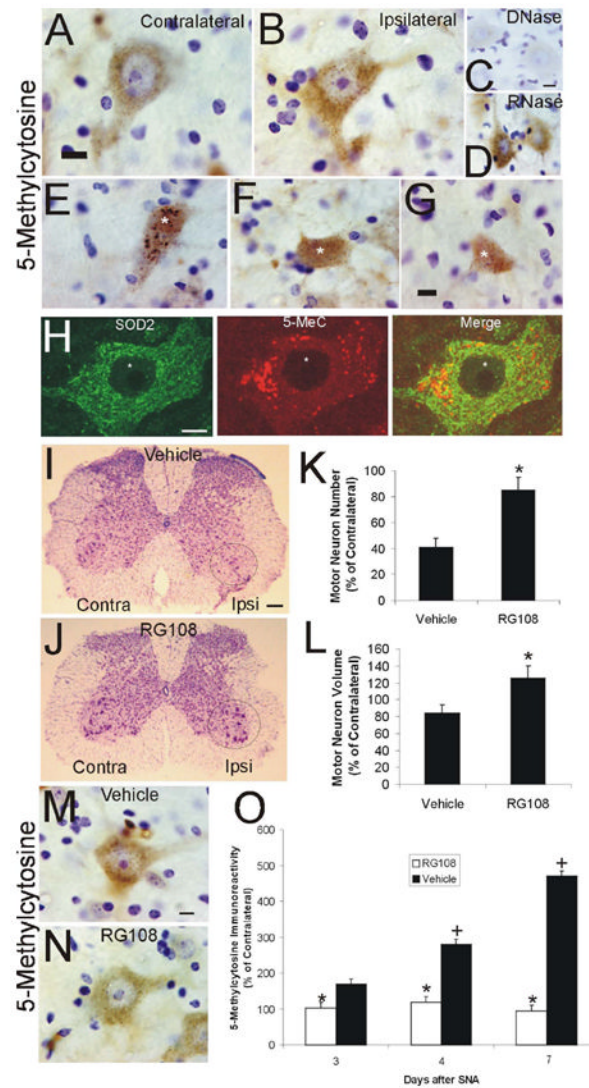 5-Methylcytosine
A
Contralateral
B
Ipsilateral
DNase
C
RNase
D
E
*
F
*
G
*
H
SOD2
*
5-MeC
*
Merge
*
I
Vehicle
Contra
Ipsi
J
RG108
Contra
Ipsi
K
Motor Neuron Number
(% of Contralateral)
100
80
60
40
20
0
*
Vehicle
RG108
L
Motor Neuron Volume
(% of Contralateral)
160
140
120
100
80
60
40
20
0
*
Vehicle
RG108
5-Methylcytosine
M
Vehicle
N
RG108
O
5-Methylcytosine Immunoreactivity
(% of Contralateral)
600
500
400
300
200
100
0
RG108
Vehicle
*
+
*
+
*
3
4
7
Days after SNA